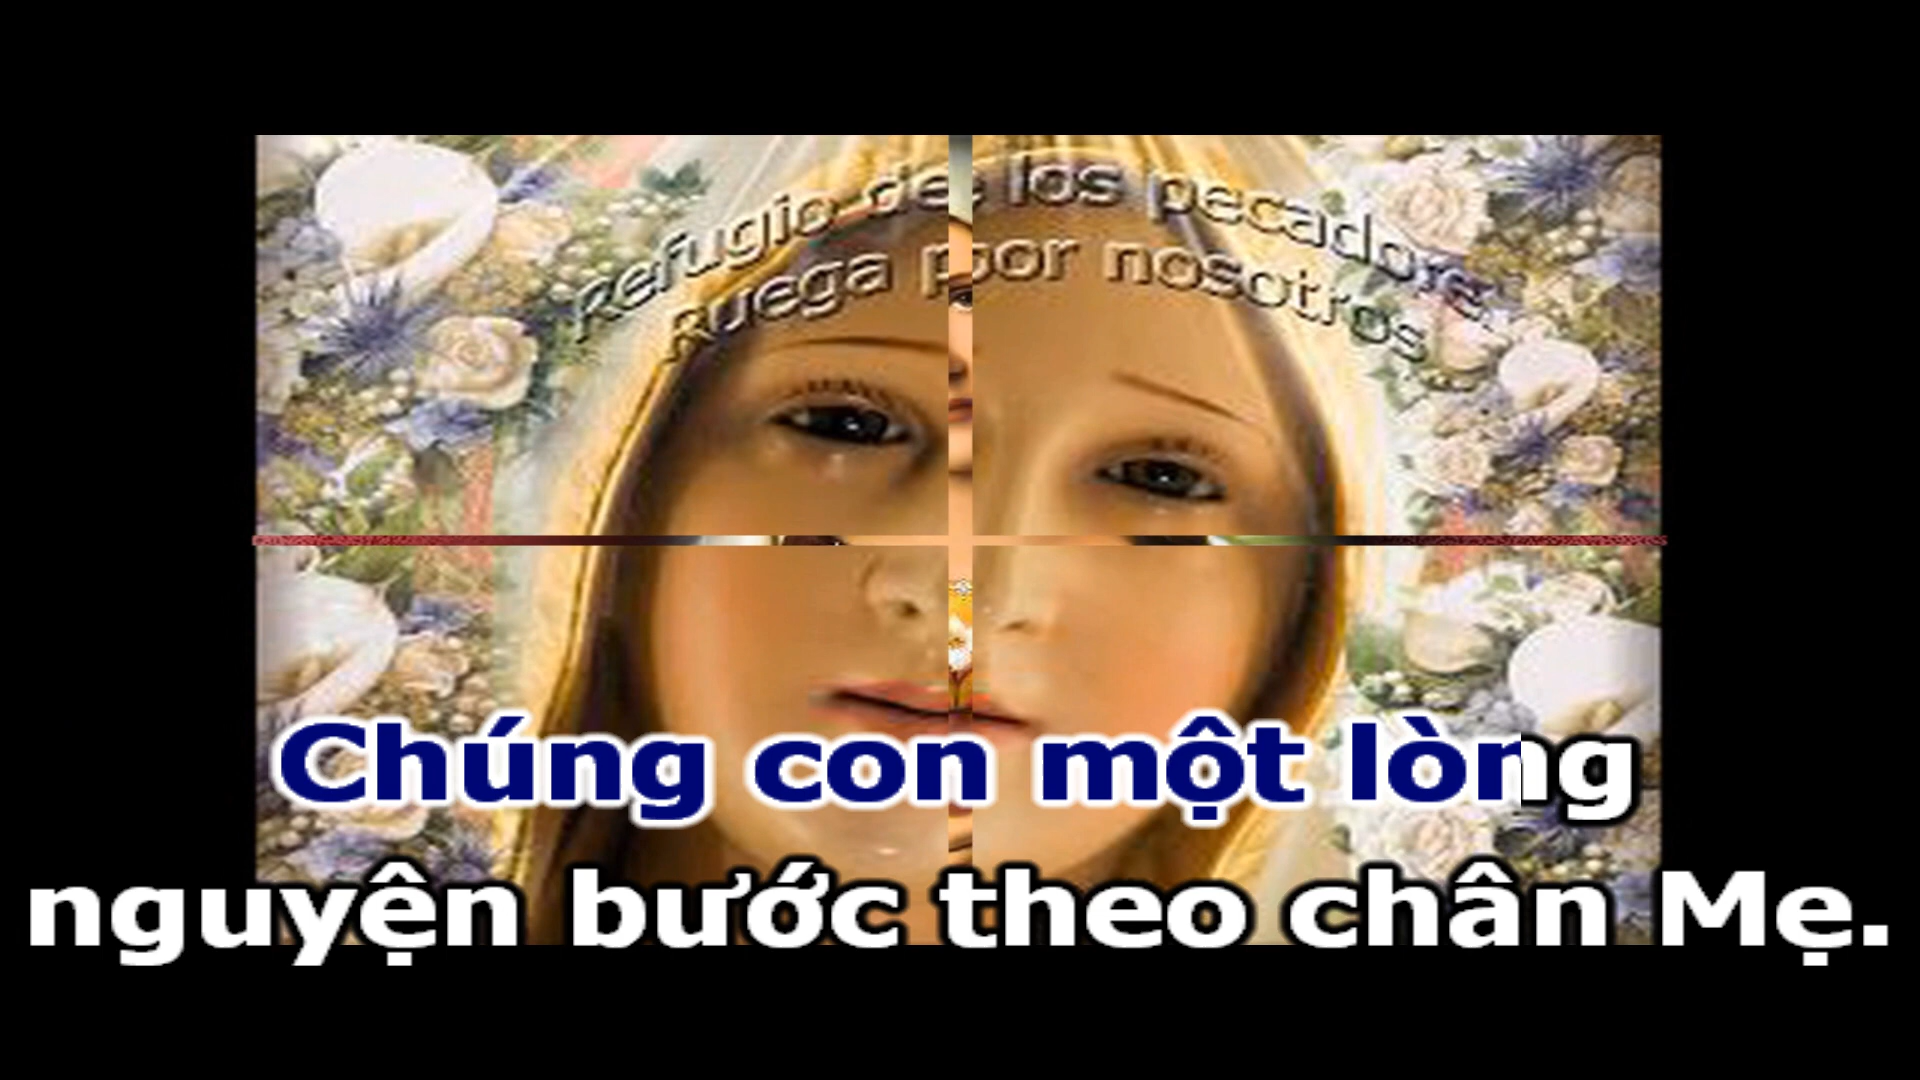 Refugio de los pecadores
Ruega por nosotros
Chúng con một lòng
nguyện bước theo chân Mẹ.